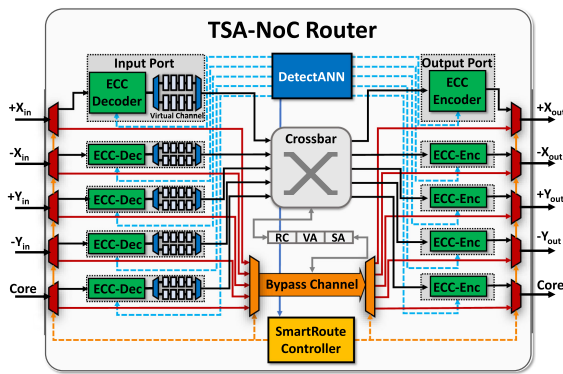 TSA-NoC Router
Input Port
DetectANN
Output Port
ECC
Decoder
Virtual Channel
ECC
Encoder
+Xin
+Xout
Crossbar
-Xin
ECC-Dec
ECC-Enc
-Xout
+Yin
ECC-Dec
ECC-Enc
+Yout
-Yin
ECC-Dec
RC VA SA
ECC-Enc
-Yout
Core
ECC-Dec
Bypass Channel
ECC-Enc
Core
SmartRoute
Controller